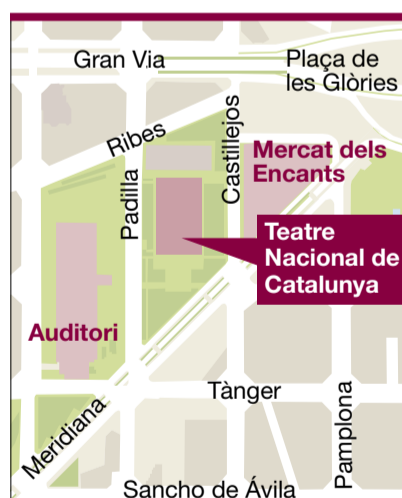 Gran Via
Plaça de
les Glòries
Ribes
Castillejos
Mercat dels
Encants
Padilla
Teatre
Nacional de
Catalunya
Auditori
Tànger
Pamplona
Meridiana
Sancho de Ávila